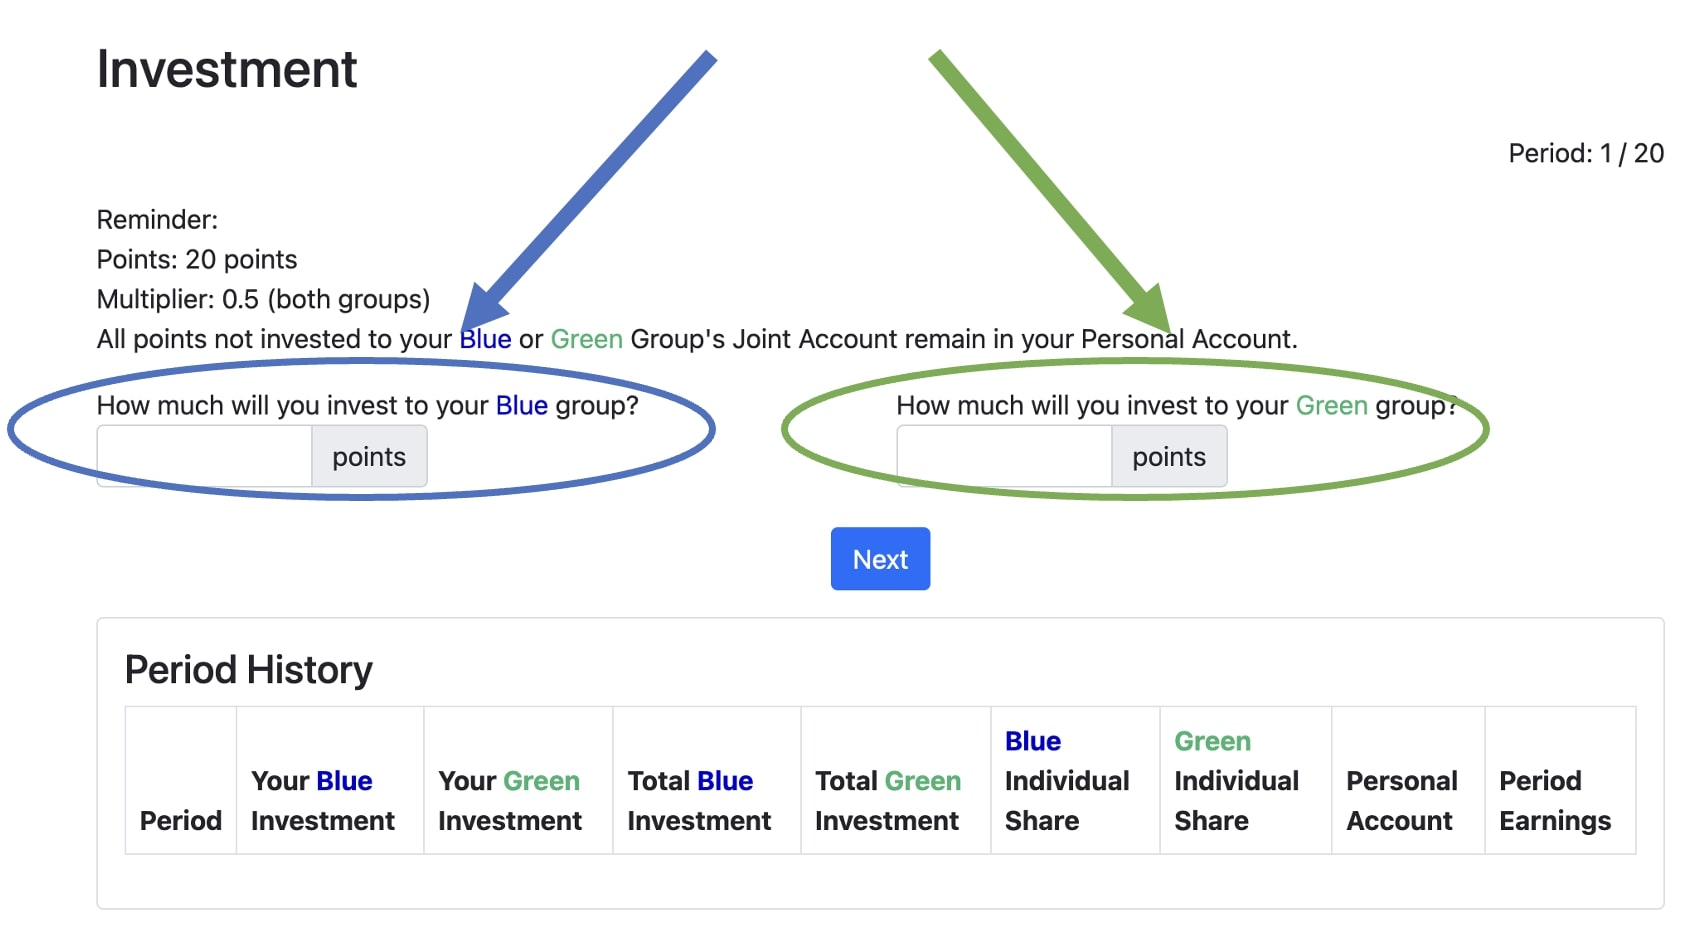 Investment
Period: 1 / 20
Reminder:
Points: 20 points
Multiplier: 0.5 (both groups)
All points not invested to your Blue or Green Group's Joint Account remain in your Personal Account.
How much will you invest to your Blue group?
points
How much will you invest to your Green group?
points
Next
Period History
Period
Your Blue
Investment
Your Green
Investment
Total Blue
Investment
Total Green
Investment
Blue
Individual
Share
Green
Individual
Share
Personal
Account
Period
Earnings